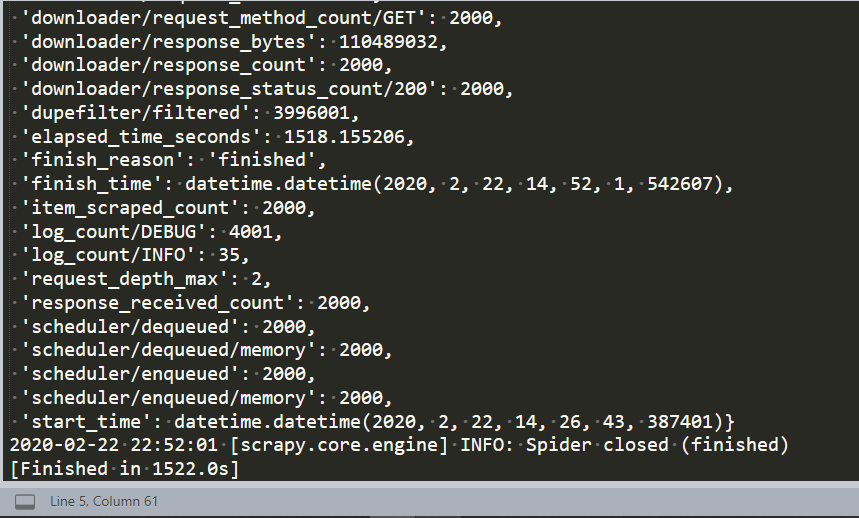 'downloader/request_method_count/GET': 2000,
'downloader/response_bytes': 110489032,
'downloader/response_count': 2000,
'downloader/response_status_count/200': 2000,
'dupefilter/filtered': 3996001,
'elapsed_time_seconds': 1518.155206,
'finish_reason': 'finished',
'finish_time': datetime.datetime(2020, 2, 22, 14, 52, 1, 542607),
'item_scraped_count': 2000,
'log_count/DEBUG': 4001,
'log_count/INFO': 35,
'request_depth_max': 2,
'response_received_count': 2000,
'scheduler/dequeued': 2000,
'scheduler/dequeued/memory': 2000,
'scheduler/enqueued': 2000,
'scheduler/enqueued/memory': 2000,
'start_time': datetime.datetime(2020, 2, 22, 14, 26, 43, 387401)}
2020-02-22 22:52:01 [scrapy.core.engine] INFO: Spider closed (finished)
[Finished in 1522.0s]
Line 5, Column 61